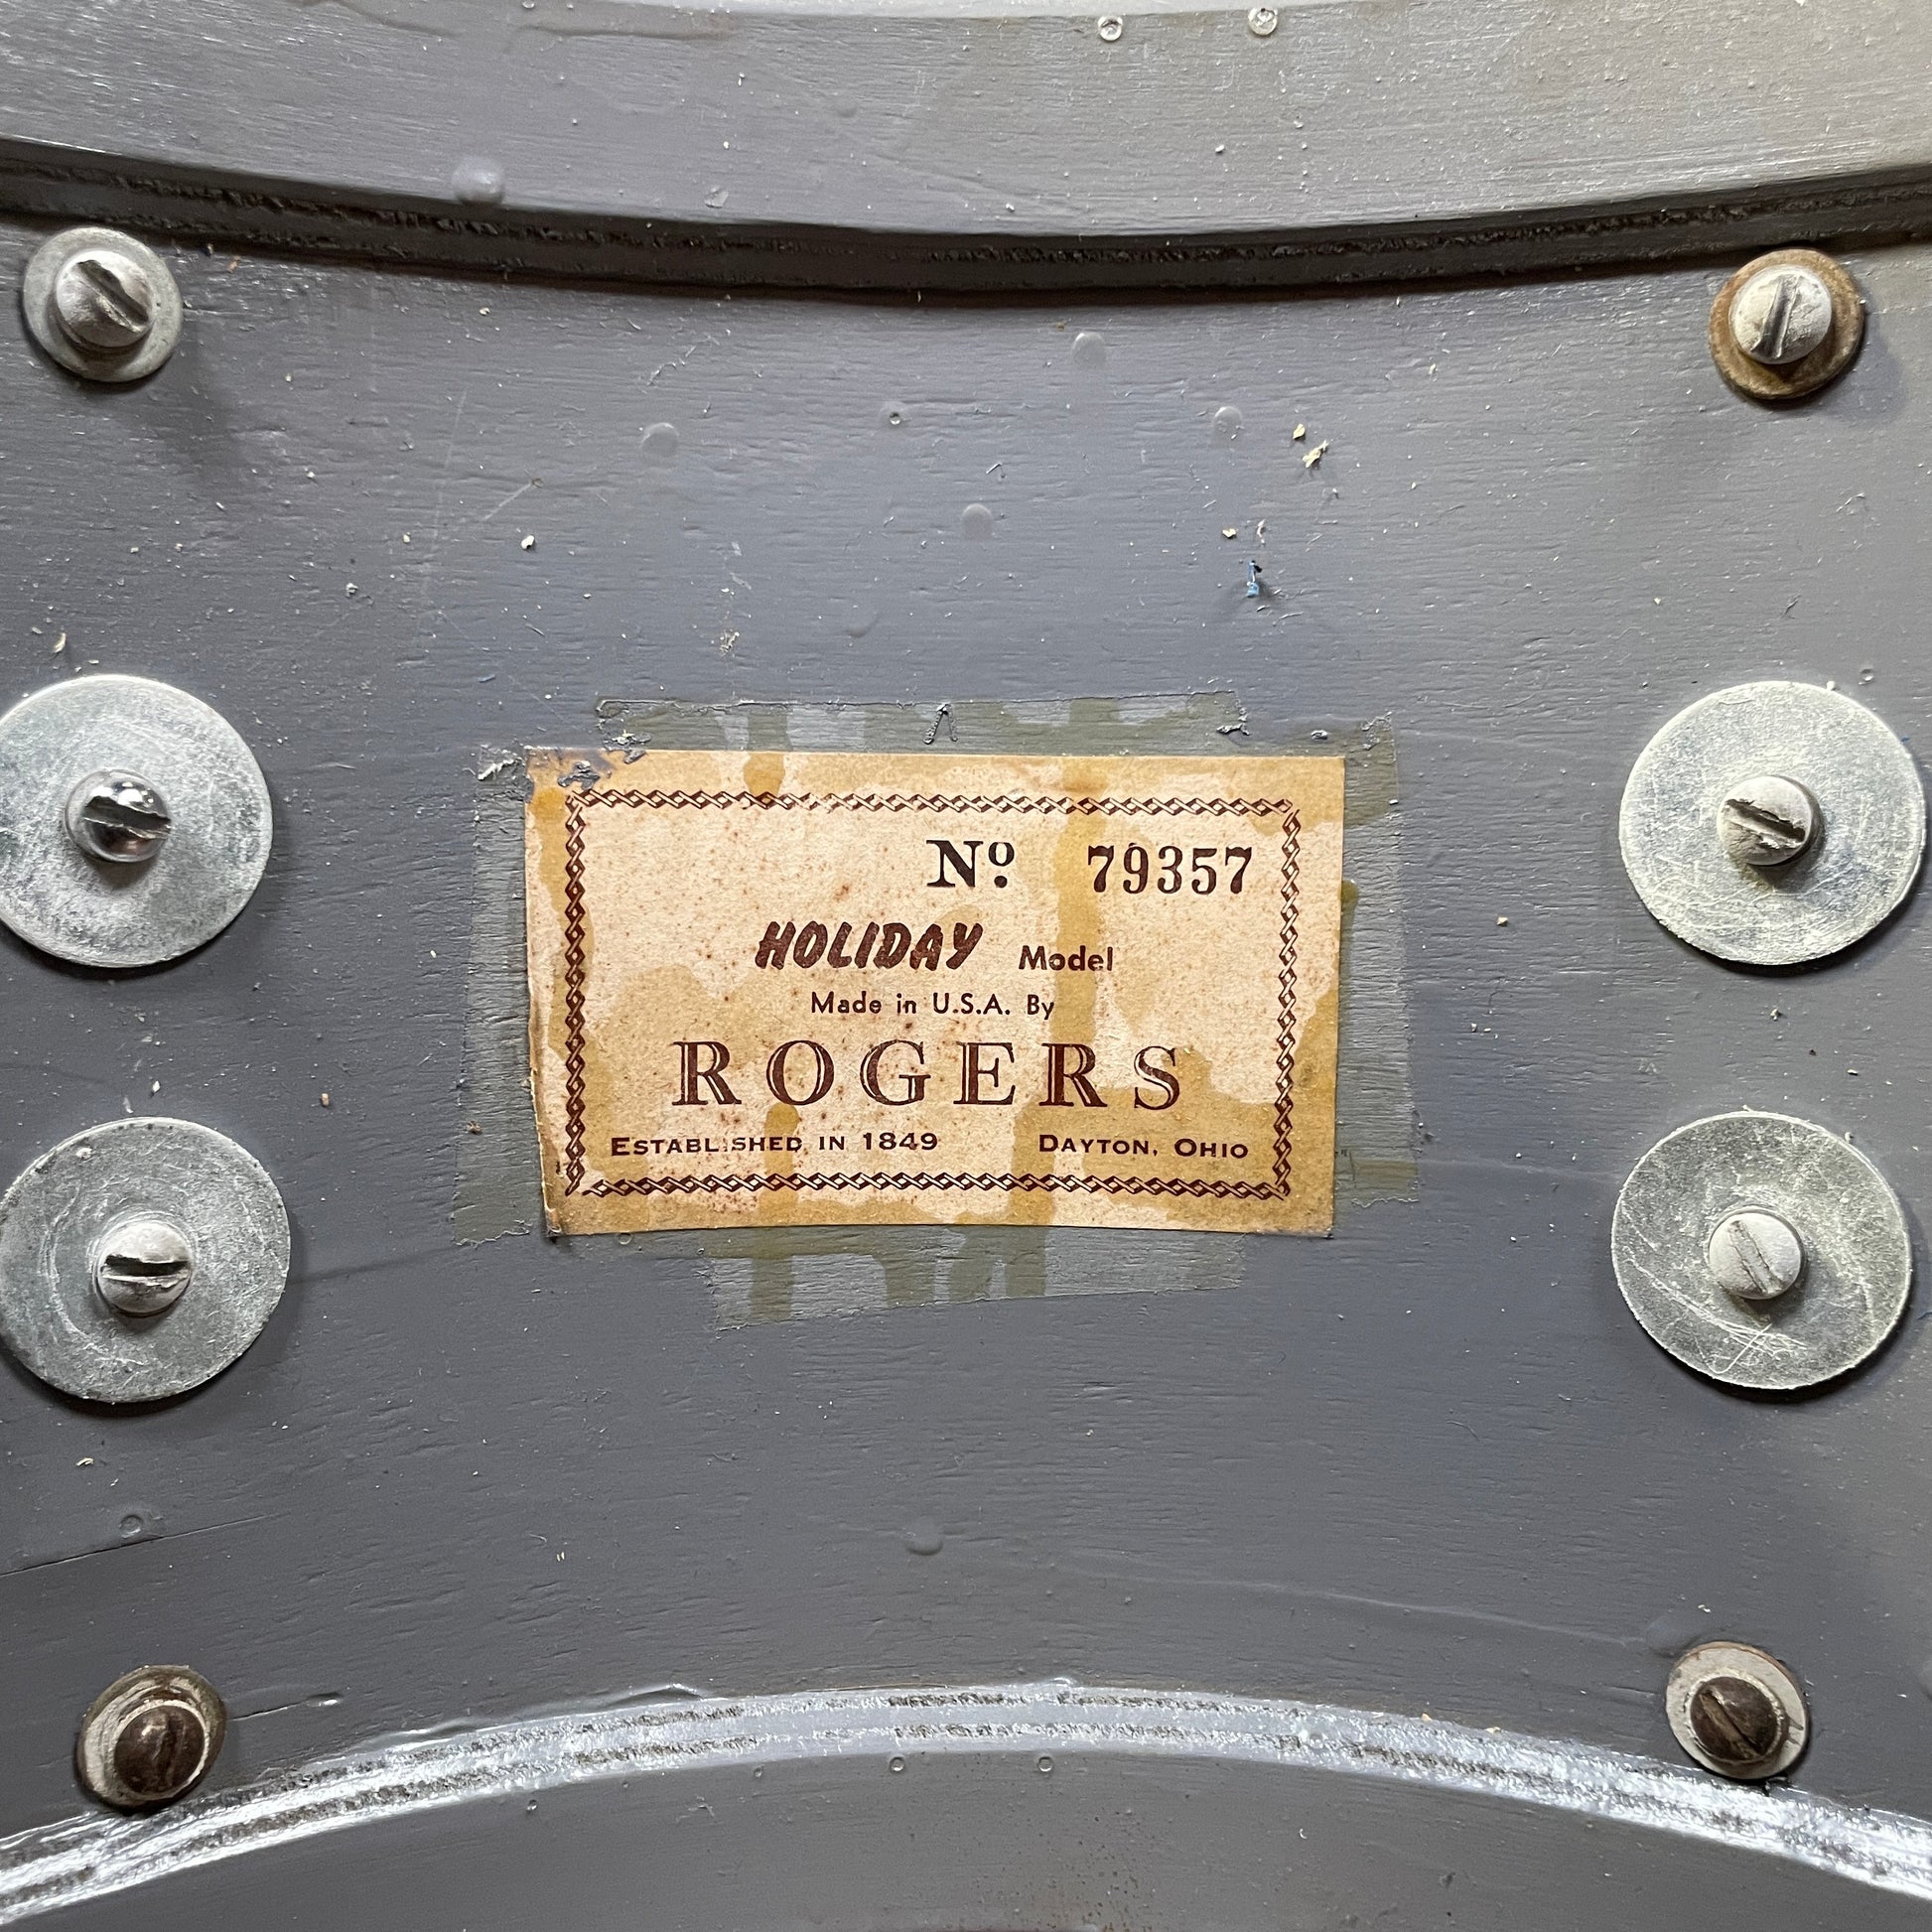 Nº 79357
HOLIDAY Model
Made in U.S.A. By
ROGERS
ESTABLISHED IN 1849 DAYTON, OHIO